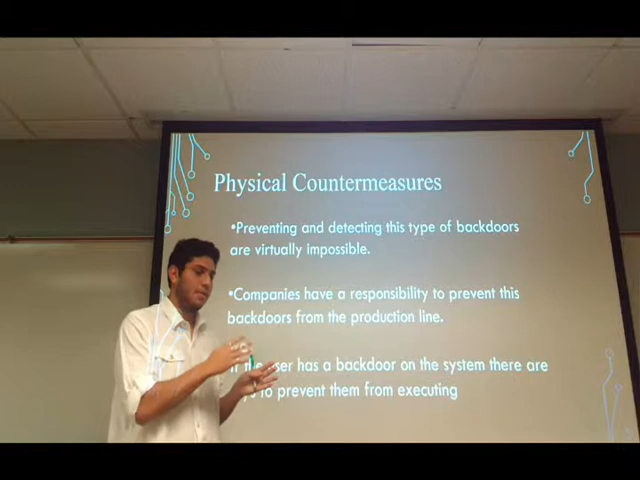 Physical Countermeasures
•Preventing and detecting this type of backdoors
are virtually impossible.
•Companies have a responsibility to prevent this
backdoors from the production line.
the user has a backdoor on the system there are
to prevent them from executing